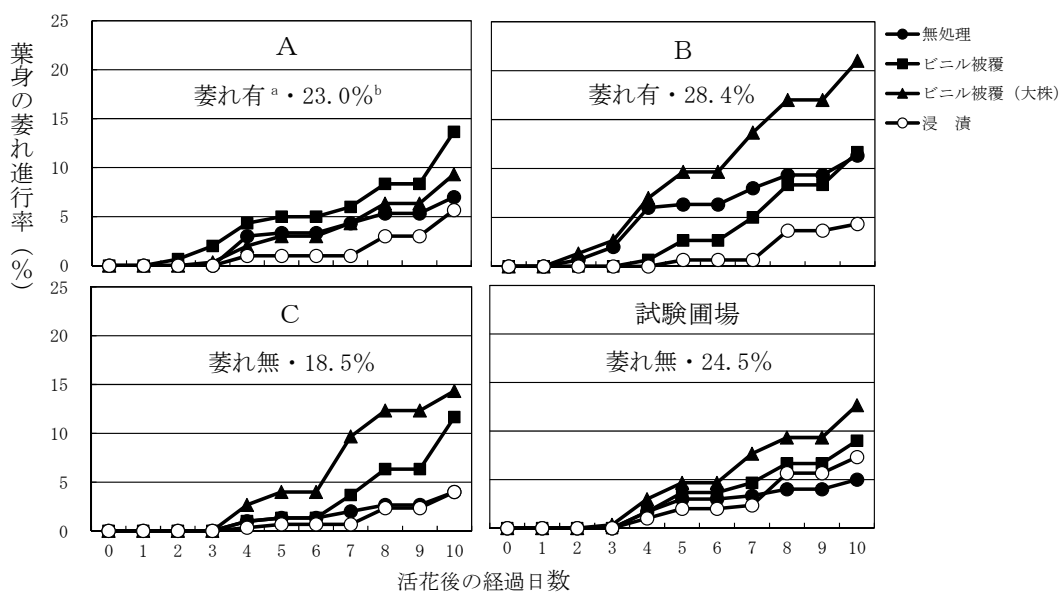 葉身の萎れ進行率(%)
25
20
15
10
5
0
A
萎れ有ᵃ・23.0%ᵇ
B
萎れ有・28.4%
無処理
ビニル被覆
ビニル被覆(大株)
浸 漬
25
20
15
10
5
0
C
萎れ無・18.5%
試験圃場
萎れ無・24.5%
0 1 2 3 4 5 6 7 8 9 10
0 1 2 3 4 5 6 7 8 9 10
活花後の経過日数